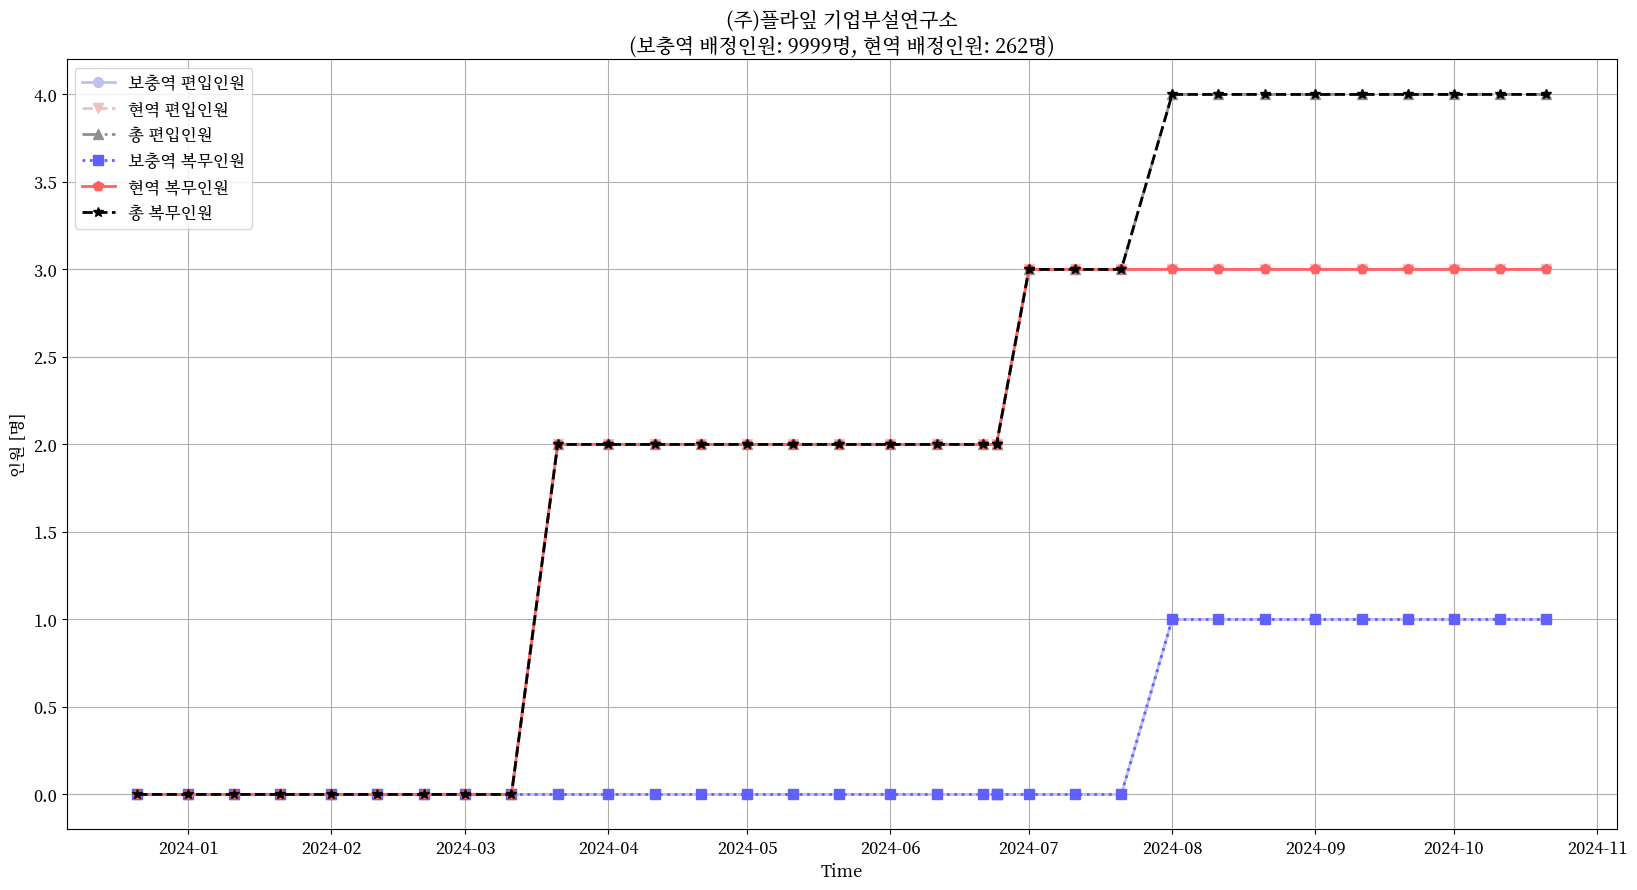 (주)플라잎 기업부설연구소
(보충역 배정인원: 9999명, 현역 배정인원: 262명)
보충역 편입인원
현역 편입인원
총 편입인원
보충역 복무인원
현역 복무인원
총 복무인원
4.0
3.5
3.0
2.5
2.0
1.5
1.0
0.5
0.0
인원 [명]
2024-01
2024-02
2024-03
2024-04
2024-05
2024-06
2024-07
2024-08
2024-09
2024-10
2024-11
Time